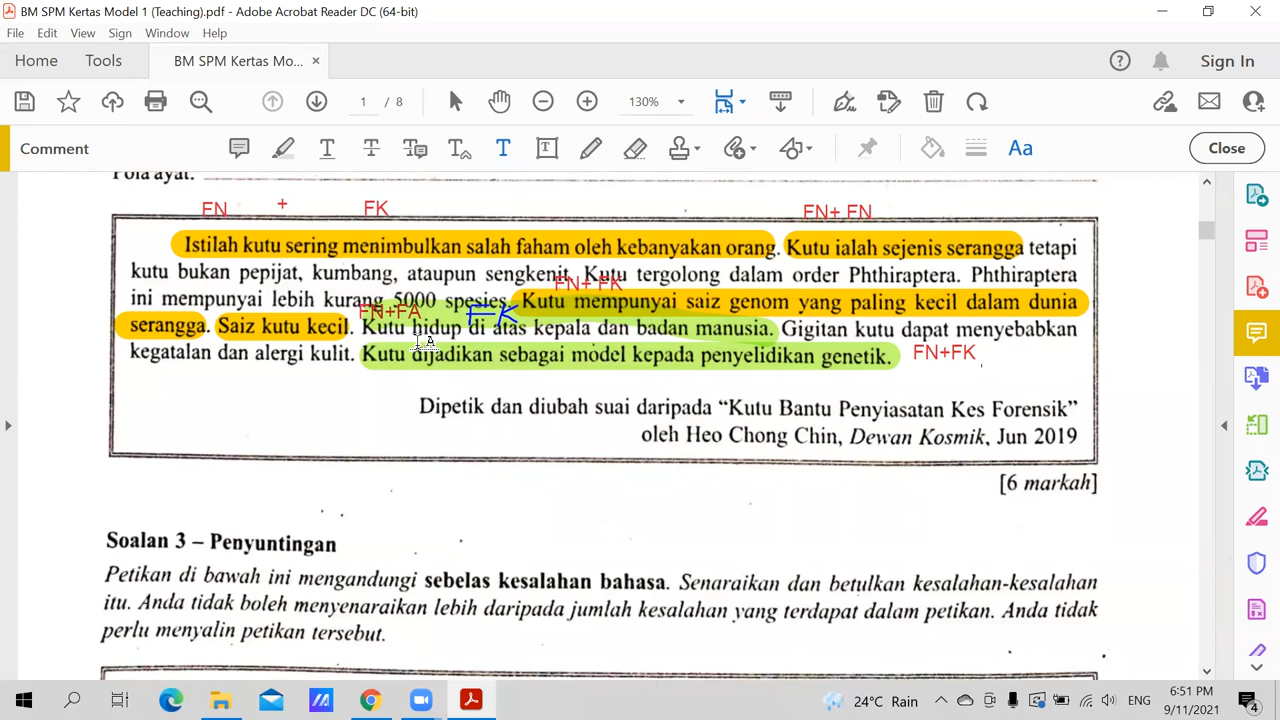 BM SPM Kertas Model 1 (Teaching).pdf - Adobe Acrobat Reader DC (64-bit)
File Edit View Sign Window Help
Home Tools BM SPM Kertas Mo... × Sign In
1 / 8 130%
Comment T T T Aa Close
Pola ayat:
FN + FK FN+ FN
Istilah kutu sering menimbulkan salah faham oleh kebanyakan orang. Kutu ialah sejenis serangga tetapi
kutu bukan pepijat, kumbang, ataupun sengkenit. Kutu tergolong dalam order Phthiraptera. Phthiraptera
FN+ FK
ini mempunyai lebih kurang 5000 spesies. Kutu mempunyai saiz genom yang paling kecil dalam dunia
FN+FA FK
serangga. Saiz kutu kecil. Kutu hidup di atas kepala dan badan manusia. Gigitan kutu dapat menyebabkan
kegatalan dan alergi kulit. Kutu dijadikan sebagai model kepada penyelidikan genetik. FN+FK
Dipetik dan diubah suai daripada “Kutu Bantu Penyiasatan Kes Forensik”
oleh Heo Chong Chin, Dewan Kosmik, Jun 2019
[6 markah]
Soalan 3 – Penyuntingan
Petikan di bawah ini mengandungi sebelas kesalahan bahasa. Senaraikan dan betulkan kesalahan-kesalahan
itu. Anda tidak boleh menyenaraikan lebih daripada jumlah kesalahan yang terdapat dalam petikan. Anda tidak
perlu menyalin petikan tersebut.
24°C Rain ENG 6:51 PM
9/11/2021 4